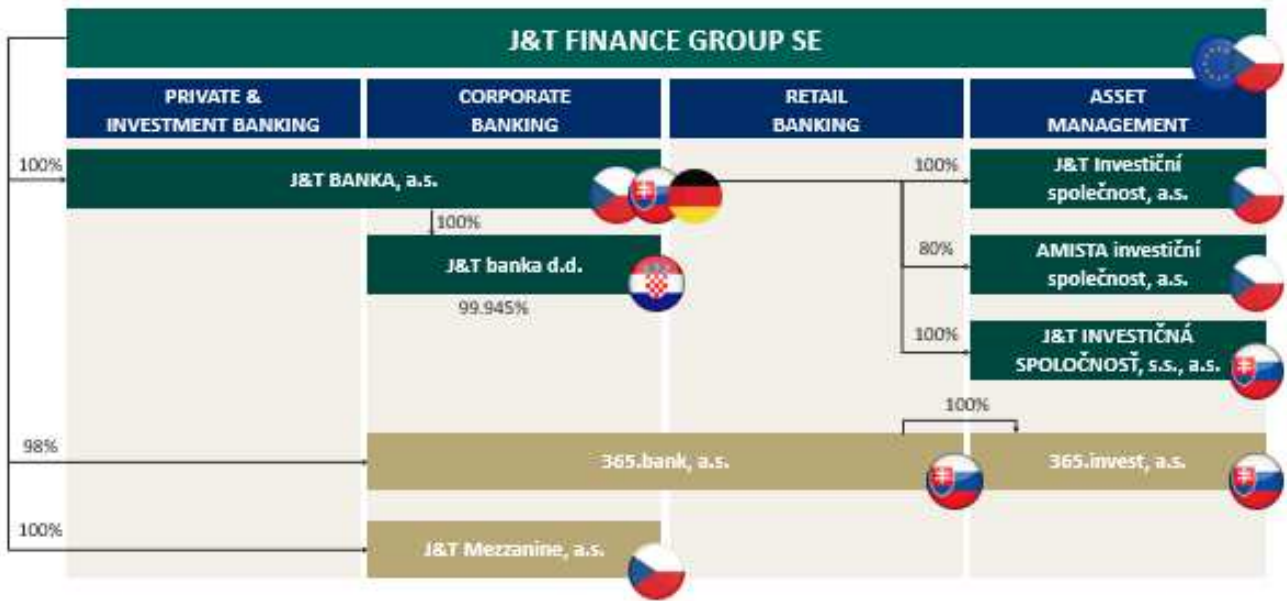 J&T FINANCE GROUP SE
PRIVATE &
INVESTMENT BANKING
CORPORATE
BANKING
RETAIL
BANKING
ASSET
MANAGEMENT
100%
J&T BANKA, a.s.
100%
J&T Investiční
společnost, a.s.
100%
J&T banka d.d.
99.945%
80%
AMISTA investiční
společnost, a.s.
100%
J&T INVESTIČNÁ
SPOLOČNOSŤ, s.s., a.s.
100%
98%
365.bank, a.s.
365.invest, a.s.
100%
J&T Mezzanine, a.s.